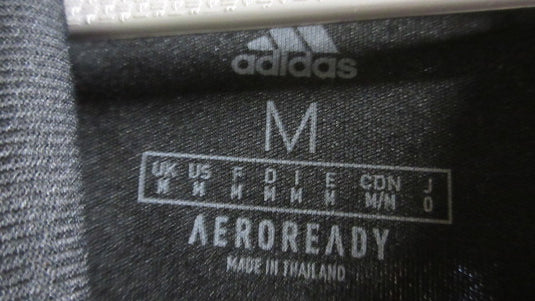 adidas
M
UK US F D I E CDN J
M M M M M M M/M O
AEROREADY
MADE IN THAILAND